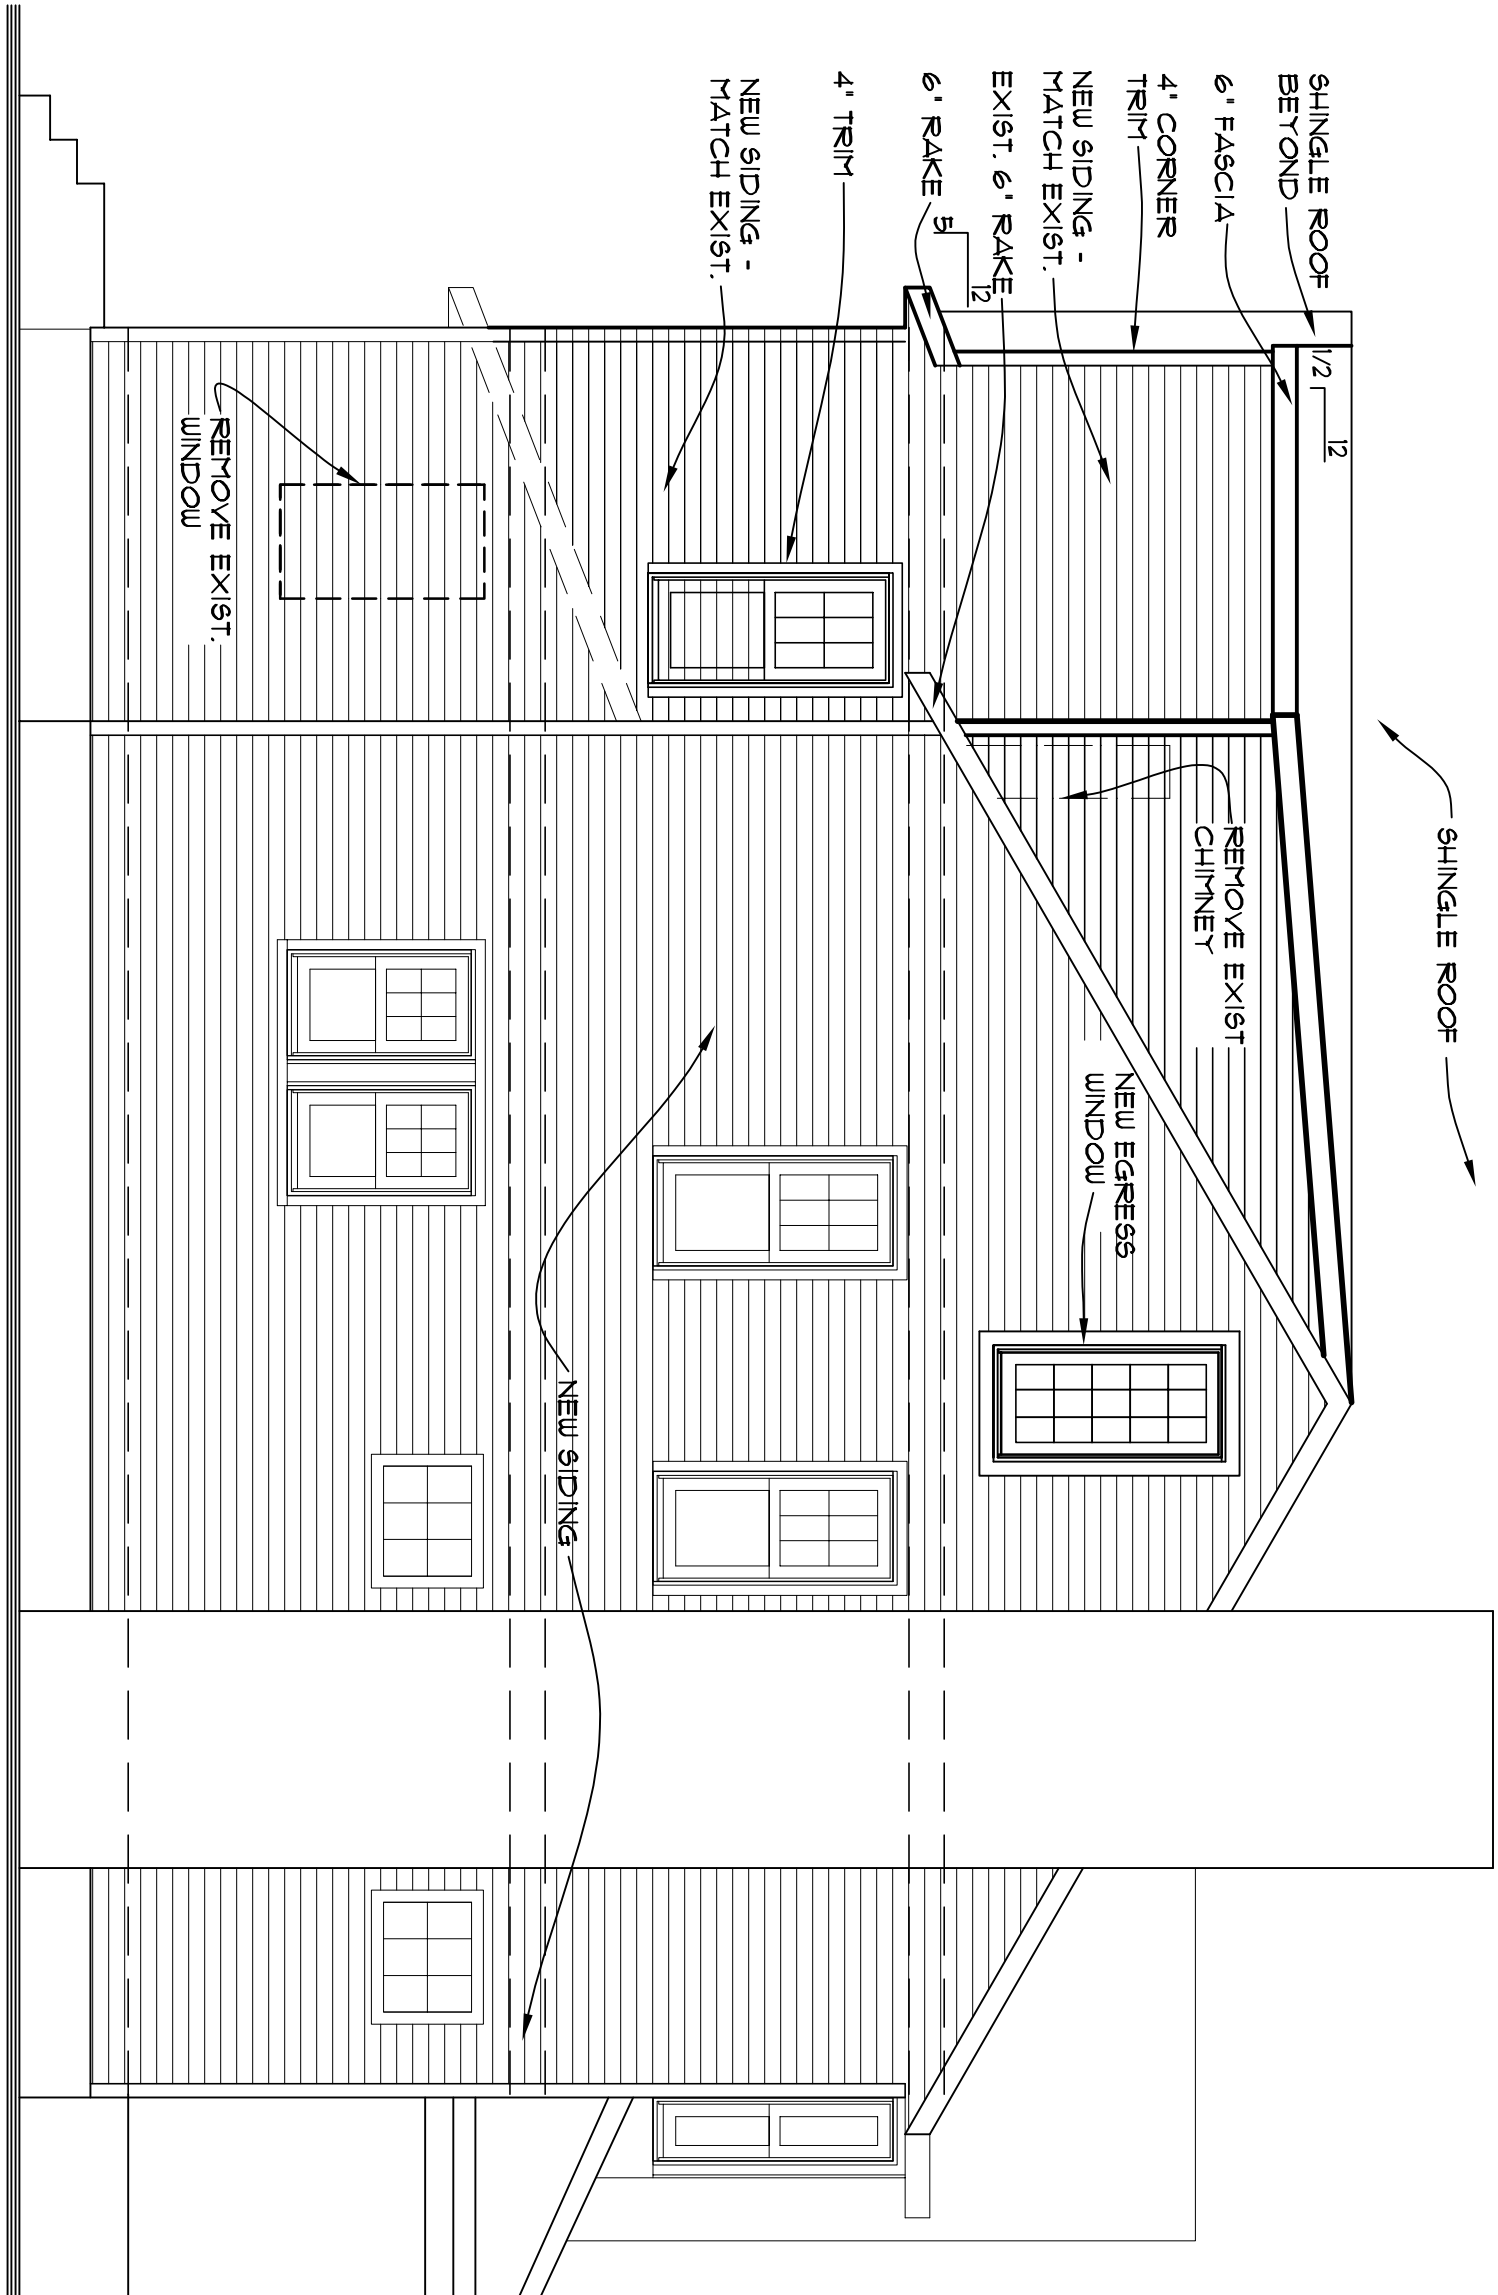 SHINGLE ROOF
SHINGLE ROOF
BEYOND
1/2
12
6" FASCIA
4" CORNER
TRIM
NEW SIDING -
MATCH EXIST.
EXIST. 6" RAKE
12
5
6" RAKE
4" TRIM
NEW SIDING -
MATCH EXIST.
REMOVE EXIST.
WINDOW
REMOVE EXIST
CHIMNEY
NEW EGRESS
WINDOW
NEW SIDING